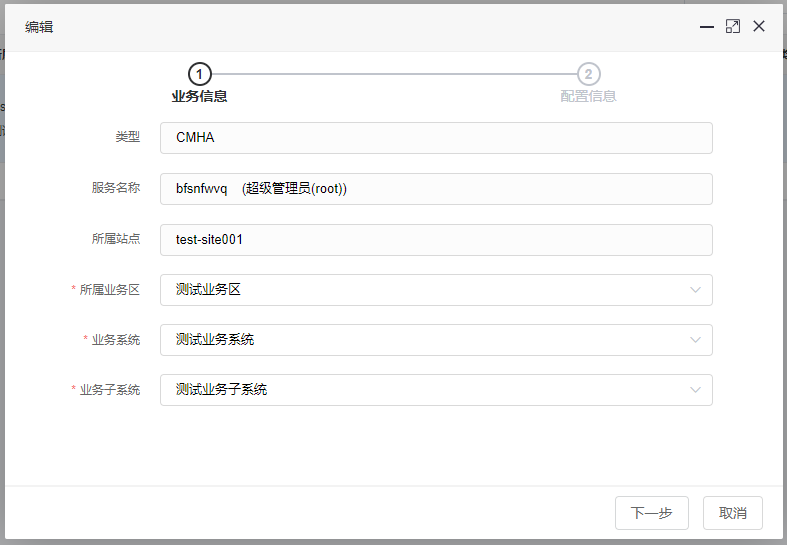 编辑
1
2
业务信息
配置信息
类型
CMHA
服务名称
bfsnfwvq (超级管理员(root))
所属站点
test-site001
* 所属业务区
测试业务区
* 业务系统
测试业务系统
* 业务子系统
测试业务子系统
下一步
取消